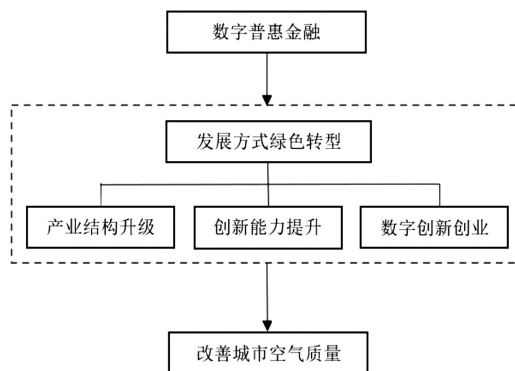 数字普惠金融
发展方式绿色转型
产业结构升级
创新能力提升
数字创新创业
改善城市空气质量